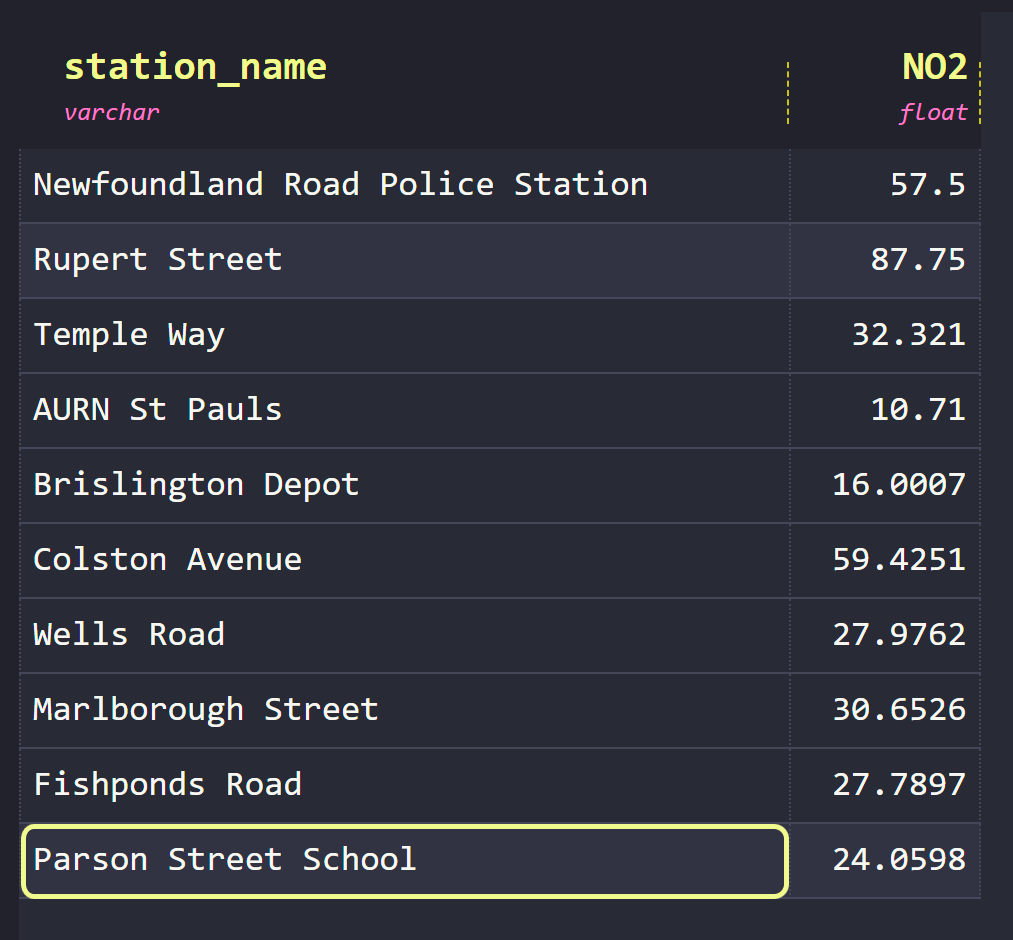 station_name NO2
varchar float
Newfoundland Road Police Station 57.5
Rupert Street 87.75
Temple Way 32.321
AURN St Pauls 10.71
Brislington Depot 16.0007
Colston Avenue 59.4251
Wells Road 27.9762
Marlborough Street 30.6526
Fishponds Road 27.7897
Parson Street School 24.0598